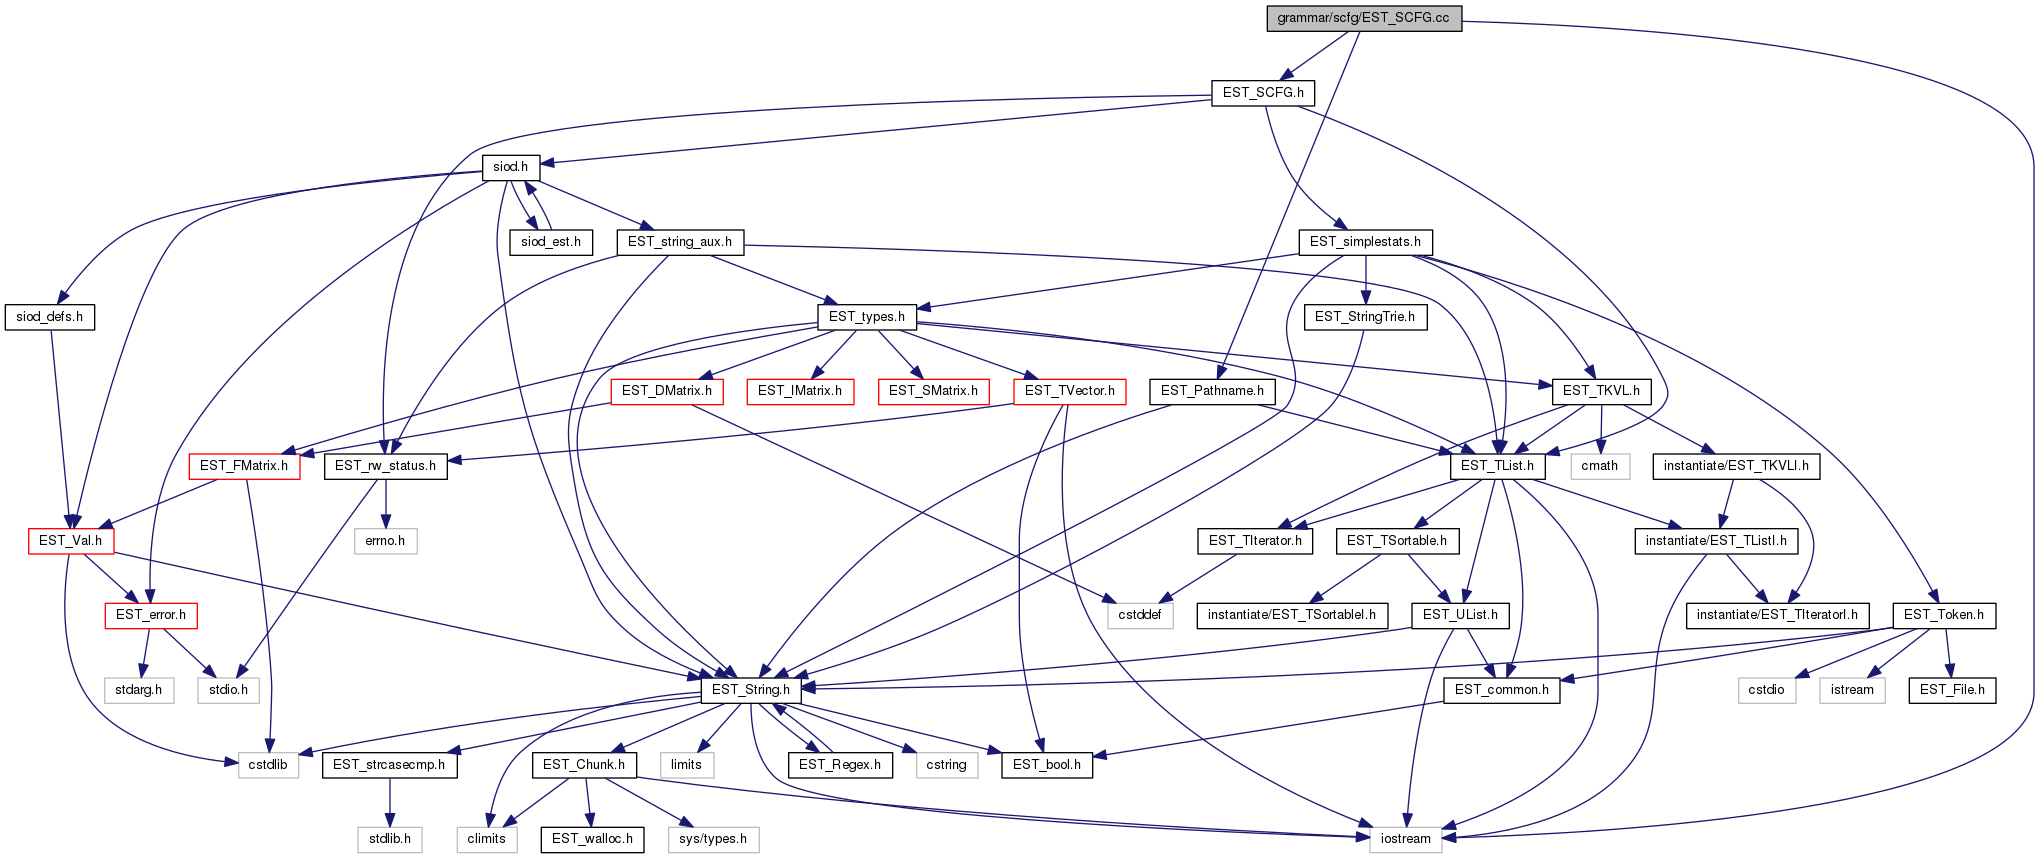 grammar/scfg/EST_SCFG.cc
EST_SCFG.h
siod.h
siod_est.h
EST_string_aux.h
EST_simplestats.h
siod_defs.h
EST_types.h
EST_StringTrie.h
EST_DMatrix.h
EST_IMatrix.h
EST_SMatrix.h
EST_TVector.h
EST_Pathname.h
EST_TKVL.h
EST_FMatrix.h
EST_rw_status.h
EST_TList.h
cmath
instantiate/EST_TKVLI.h
EST_Val.h
errno.h
EST_TIterator.h
EST_TSortable.h
instantiate/EST_TListI.h
EST_error.h
cstddef
instantiate/EST_TSortableI.h
EST_UList.h
instantiate/EST_TIteratorI.h
EST_Token.h
stdarg.h
stdio.h
EST_String.h
EST_common.h
cstdio
istream
EST_File.h
cstdlib
EST_strcasecmp.h
EST_Chunk.h
limits
EST_Regex.h
cstring
EST_bool.h
stdlib.h
climits
EST_walloc.h
sys/types.h
iostream